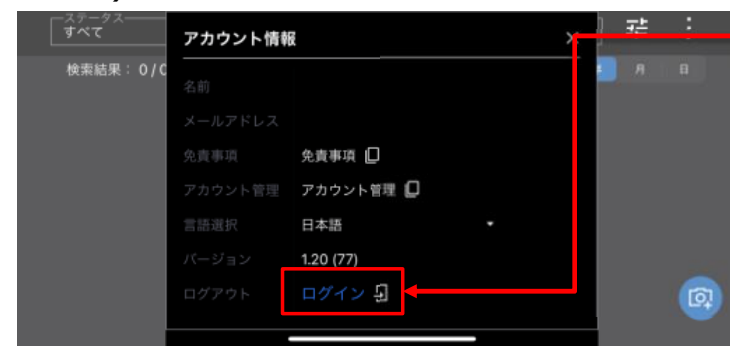 ステータス
すべて
検索結果： 0 / 0
月
日
アカウント情報
名前
メールアドレス
免責事項 免責事項
アカウント管理 アカウント管理
言語選択 日本語
バージョン 1.20 (77)
ログアウト ログイン